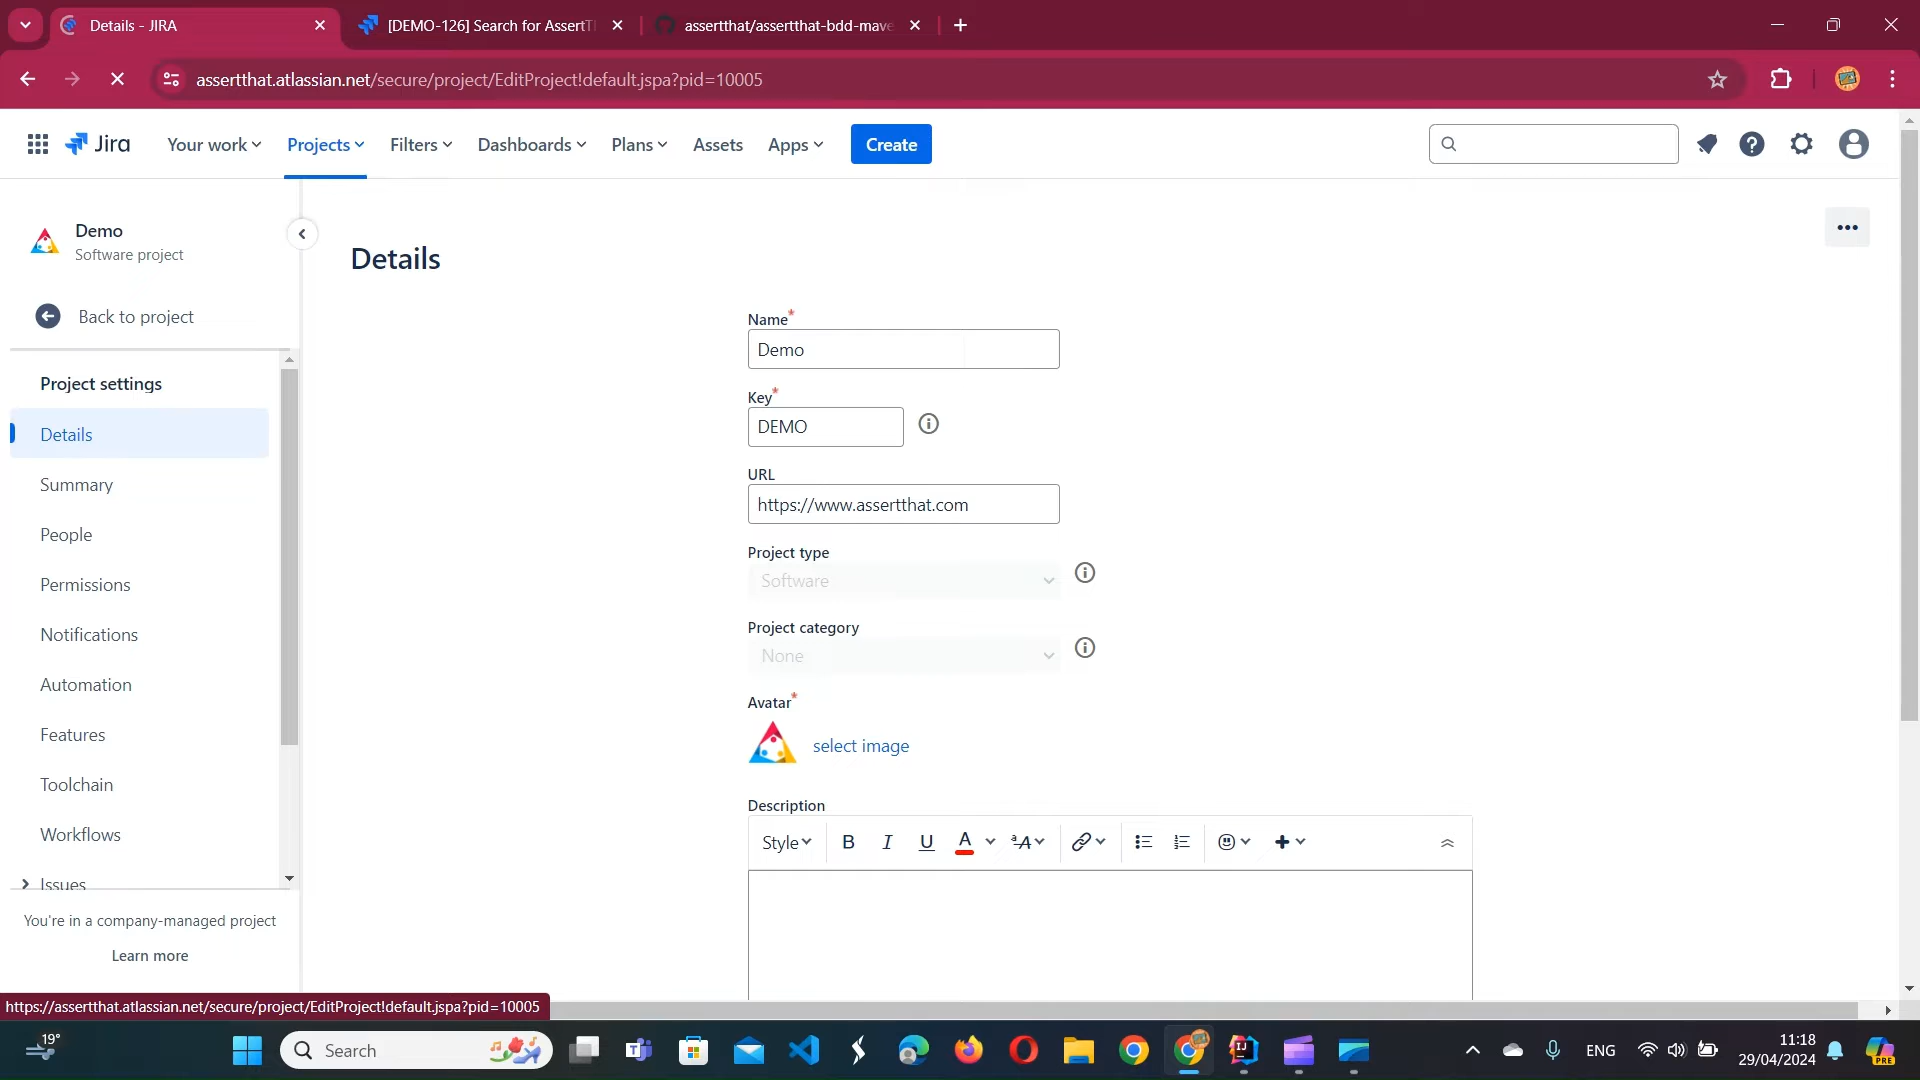 Details - JIRA
[DEMO-126] Search for AssertT
assertthat/assertthat-bdd-mave
assertthat.atlassian.net/secure/project/EditProject!default.jspa?pid=10005
Jira
Your work
Projects
Filters
Dashboards
Plans
Assets
Apps
Create
Demo
Software project
Back to project
Project settings
Details
Summary
People
Permissions
Notifications
Automation
Features
Toolchain
Workflows
Issues
You're in a company-managed project
Learn more
Details
Name*
Demo
Key*
DEMO
URL
https://www.assertthat.com
Project type
Software
Project category
None
Avatar*
select image
Description
Style
B I U A ªA
https://assertthat.atlassian.net/secure/project/EditProject!default.jspa?pid=10005
19°
Search
ENG
11:18
29/04/2024
PRE